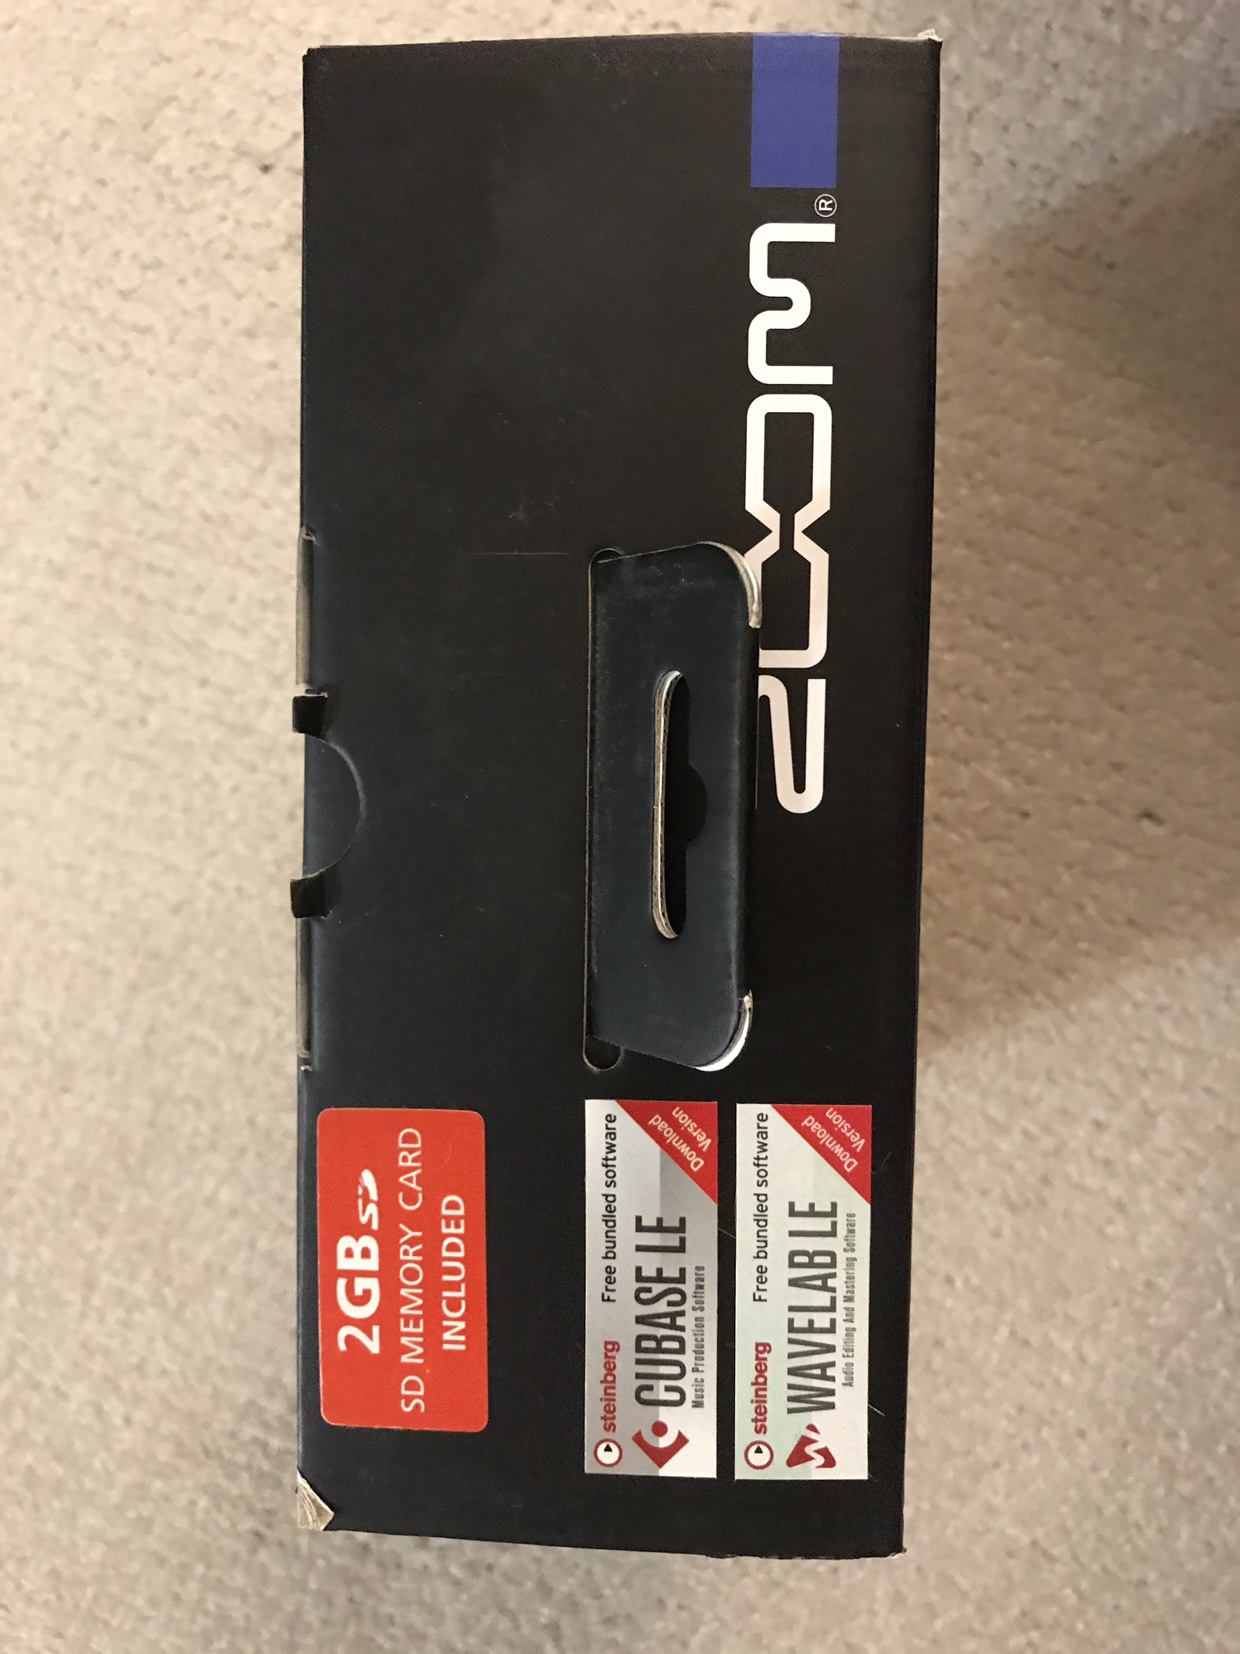 ZOOM®
2GB SD
SD MEMORY CARD
INCLUDED
steinberg Free bundled software
CUBASE LE
Music Production Software
Download
Version
steinberg Free bundled software
WAVELAB LE
Audio Editing And Mastering Software
Download
Version